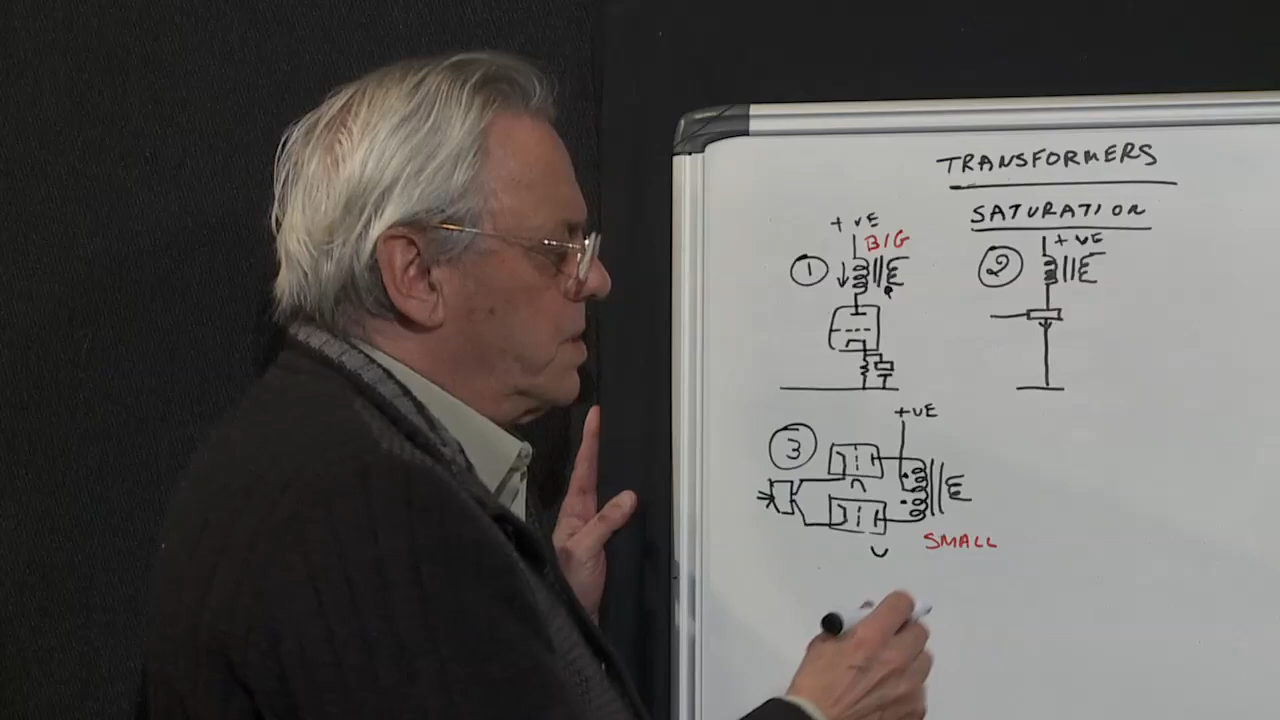 TRANSFORMERS
SATURATION
+ VE
BIG
1
+ VE
2
+VE
3
SMALL